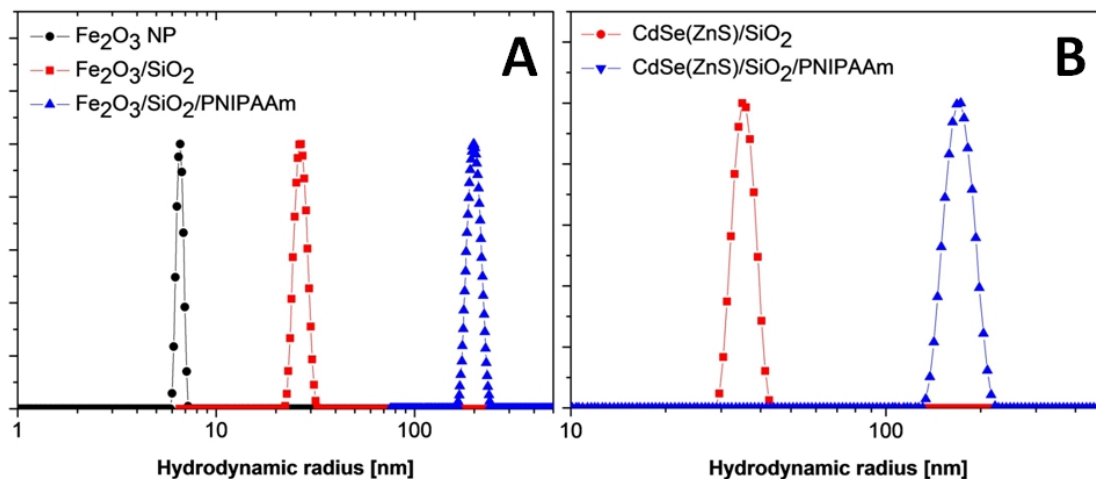 Fe₂O₃ NP
Fe₂O₃/SiO₂
Fe₂O₃/SiO₂/PNIPAAm
A
1 10 100
Hydrodynamic radius [nm]
CdSe(ZnS)/SiO₂
CdSe(ZnS)/SiO₂/PNIPAAm
B
10 100
Hydrodynamic radius [nm]